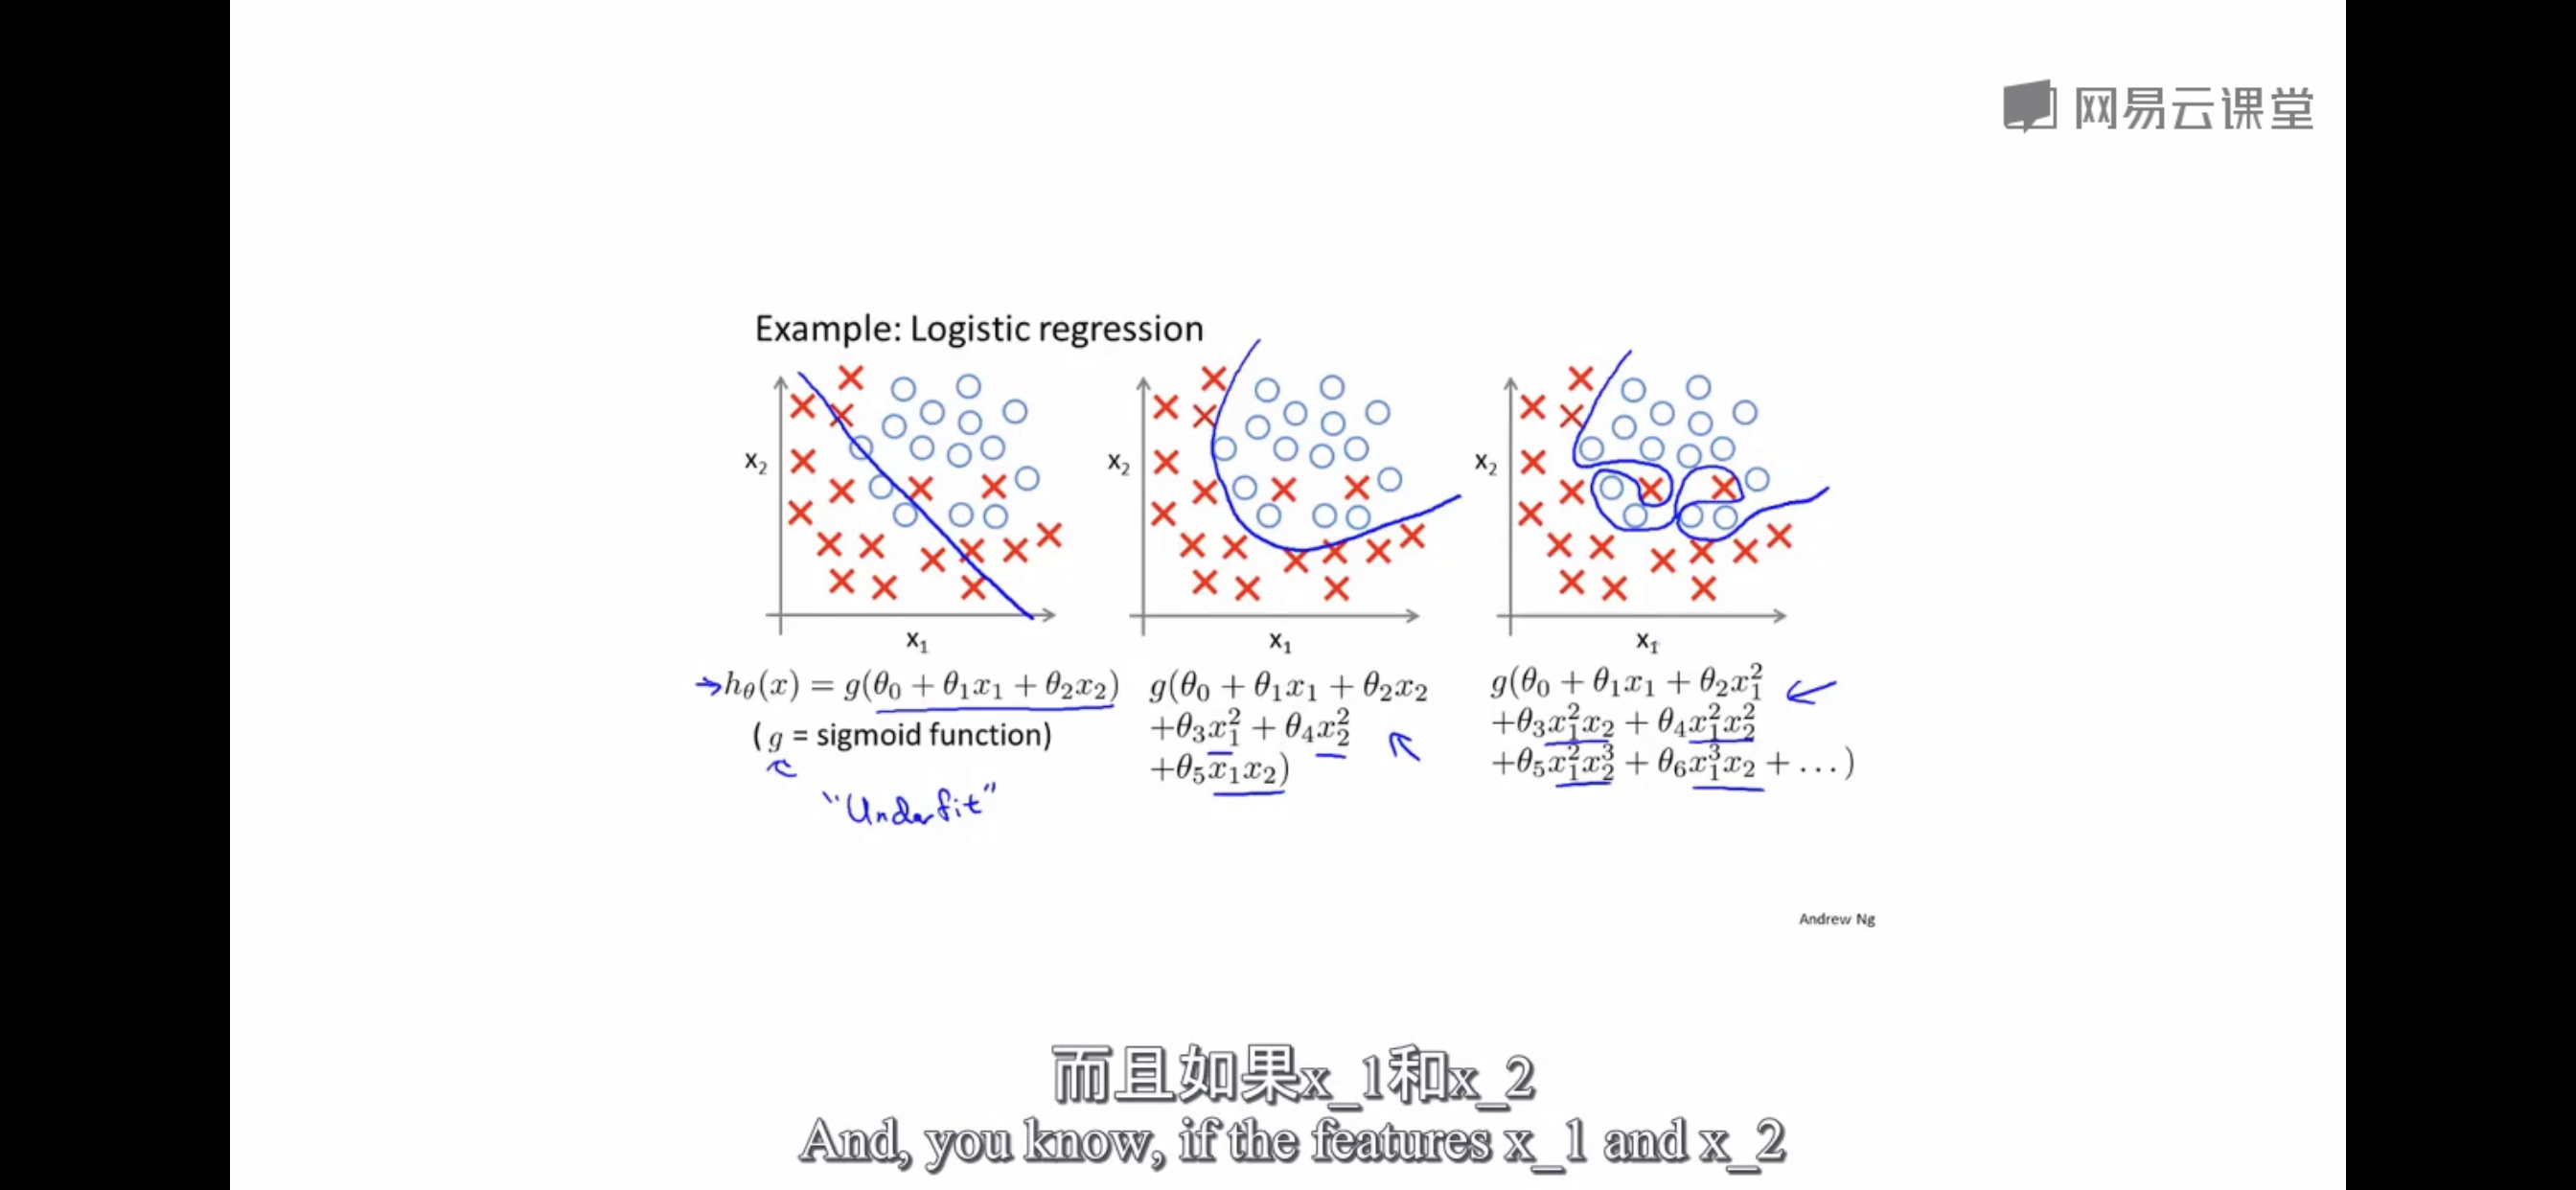 网易云课堂
Example: Logistic regression
x₂
x₁
x₂
x₁
x₂
x₁
h_θ(x) = g(θ₀ + θ₁x₁ + θ₂x₂)
( g = sigmoid function)
"Underfit"
g(θ₀ + θ₁x₁ + θ₂x₂
+θ₃x₁² + θ₄x₂²
+θ₅x₁x₂)
g(θ₀ + θ₁x₁ + θ₂x₁²
+θ₃x₁²x₂ + θ₄x₁²x₂²
+θ₅x₁²x₂³ + θ₆x₁³x₂ + ...)
Andrew Ng
而且如果x_1和x_2
And, you know, if the features x_1 and x_2